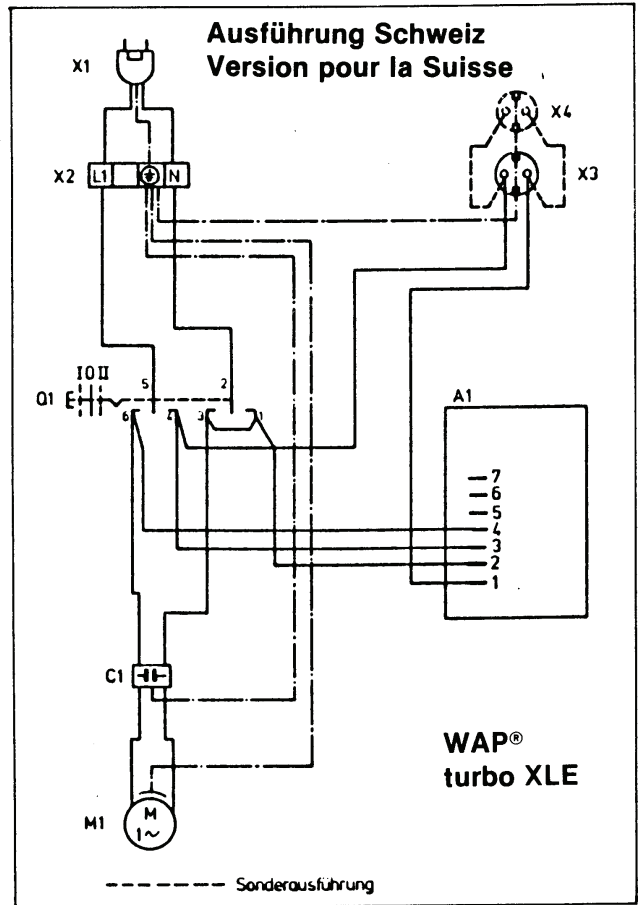 Ausführung Schweiz
Version pour la Suisse
X1
X4
X2 L1 N
X3
I O II
5
2
Q1
6 4 3 1
A1
7
6
5
4
3
2
1
C1
WAP®
turbo XLE
M1
M
1~
Sonderausführung